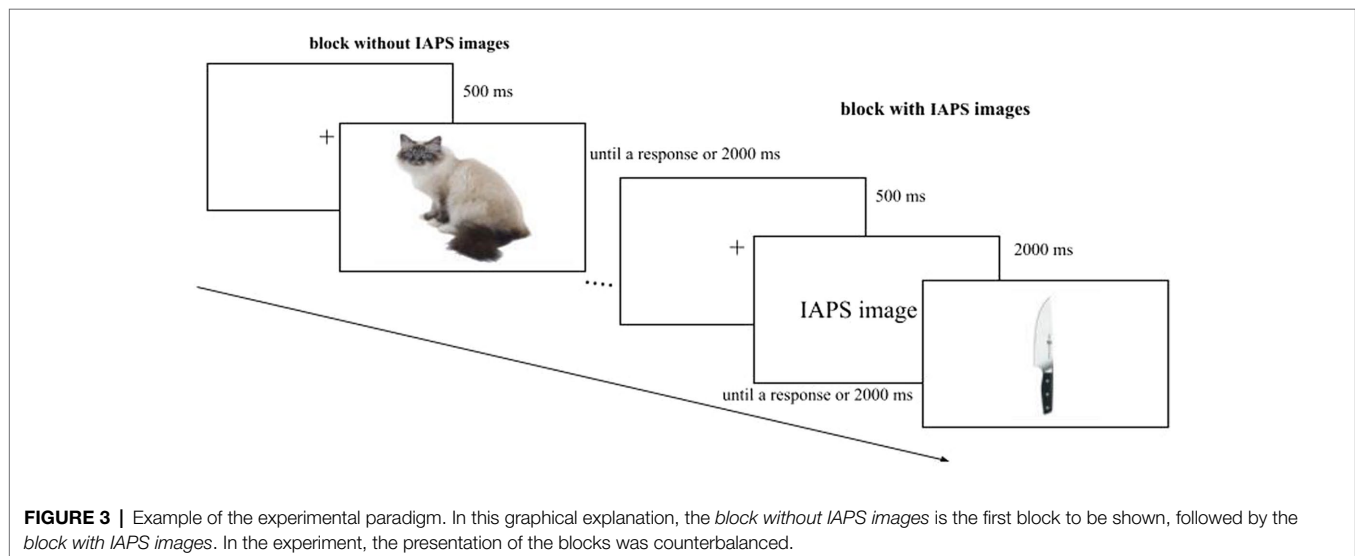 block without IAPS images
500 ms
+
until a response or 2000 ms
....
block with IAPS images
500 ms
+
2000 ms
IAPS image
until a response or 2000 ms
FIGURE 3 | Example of the experimental paradigm. In this graphical explanation, the block without IAPS images is the first block to be shown, followed by the
block with IAPS images. In the experiment, the presentation of the blocks was counterbalanced.